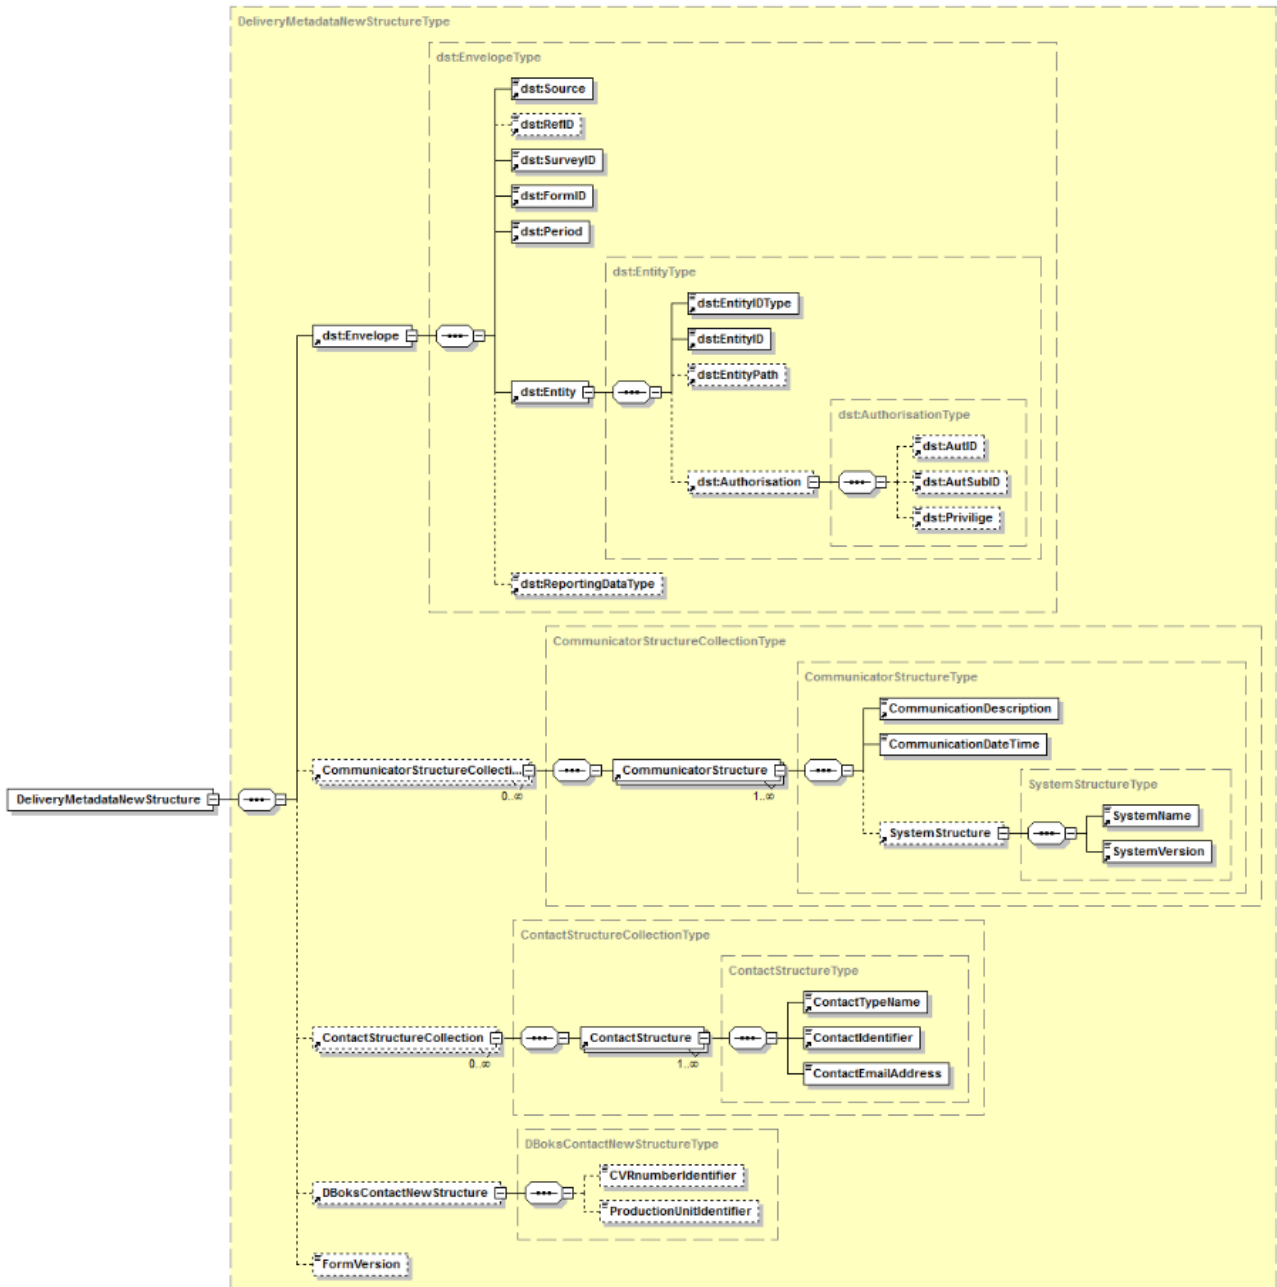 DeliveryMetadataNewStructureType
dst:EnvelopeType
dst:Source
dst:RefID
dst:SurveyID
dst:FormID
dst:Period
dst:EntityType
dst:EntityIDType
dst:Envelope
dst:EntityID
dst:EntityPath
dst:Entity
dst:AuthorisationType
dst:AutID
dst:Authorisation
dst:AutSubID
dst:Privilige
dst:ReportingDataType
CommunicatorStructureCollectionType
CommunicatorStructureType
CommunicationDescription
CommunicationDateTime
CommunicatorStructureCollecti...
0..∞
CommunicatorStructure
1..∞
SystemStructureType
DeliveryMetadataNewStructure
SystemName
SystemStructure
SystemVersion
ContactStructureCollectionType
ContactStructureType
ContactTypeName
ContactStructureCollection
0..∞
ContactStructure
1..∞
ContactIdentifier
ContactEmailAddress
DBoksContactNewStructureType
CVRnumberIdentifier
DBoksContactNewStructure
ProductionUnitIdentifier
FormVersion